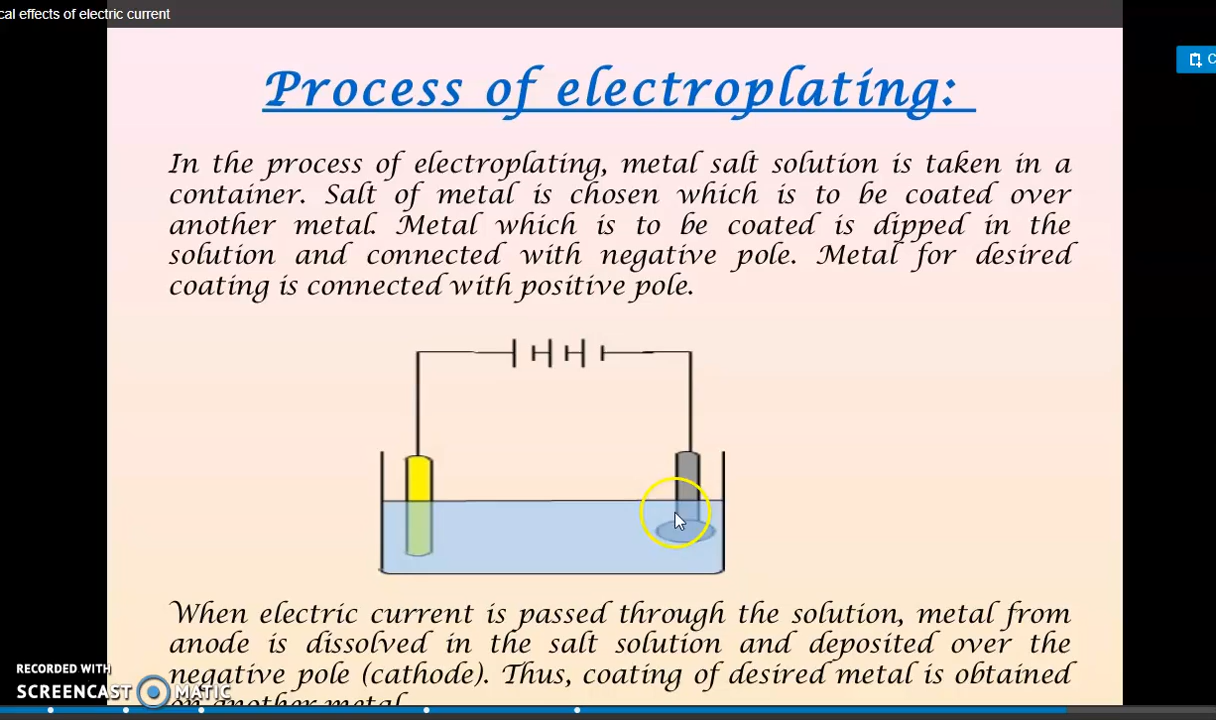 cal effects of electric current
Process of electroplating:
In the process of electroplating, metal salt solution is taken in a
container. Salt of metal is chosen which is to be coated over
another metal. Metal which is to be coated is dipped in the
solution and connected with negative pole. Metal for desired
coating is connected with positive pole.
When electric current is passed through the solution, metal from
anode is dissolved in the salt solution and deposited over the
negative pole (cathode). Thus, coating of desired metal is obtained
on another metal.
RECORDED WITH
SCREENCAST MATIC